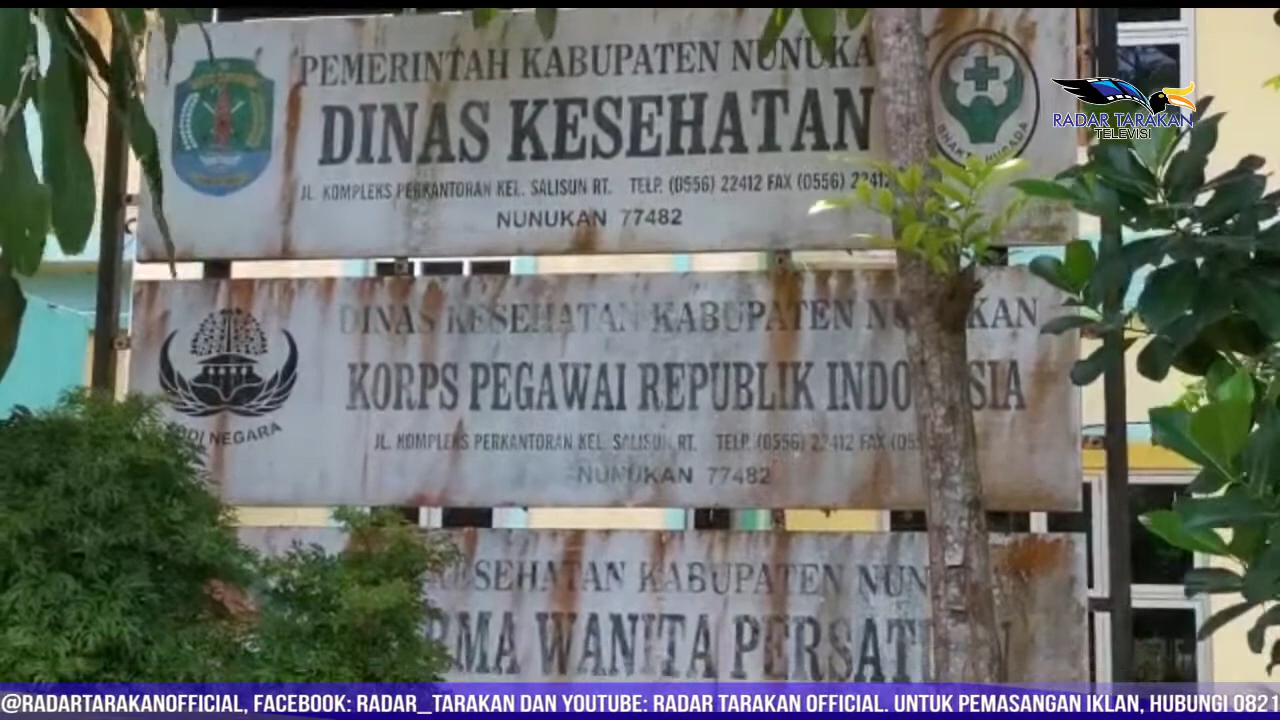 PEMERINTAH KABUPATEN NUNUKA
DINAS KESEHATAN
JL. KOMPLEKS PERKANTORAN KEL. SALISUN RT. TELP. (0556) 22412 FAX (0556) 22412
NUNUKAN 77482
RADAR TARAKAN
TELEVISI
DINAS KESEHATAN KABUPATEN NUNUKAN
KORPS PEGAWAI REPUBLIK INDONESIA
NEGARA
JL. KOMPLEKS PERKANTORAN KEL. SALISUN RT. TELP. (0556) 22412 FAX
NUNUKAN 77482
KESEHATAN KABUPATEN NUN
RMA WANITA PERSAT
@RADARTARAKANOFFICIAL, FACEBOOK: RADAR_TARAKAN DAN YOUTUBE: RADAR TARAKAN OFFICIAL. UNTUK PEMASANGAN IKLAN, HUBUNGI 0821